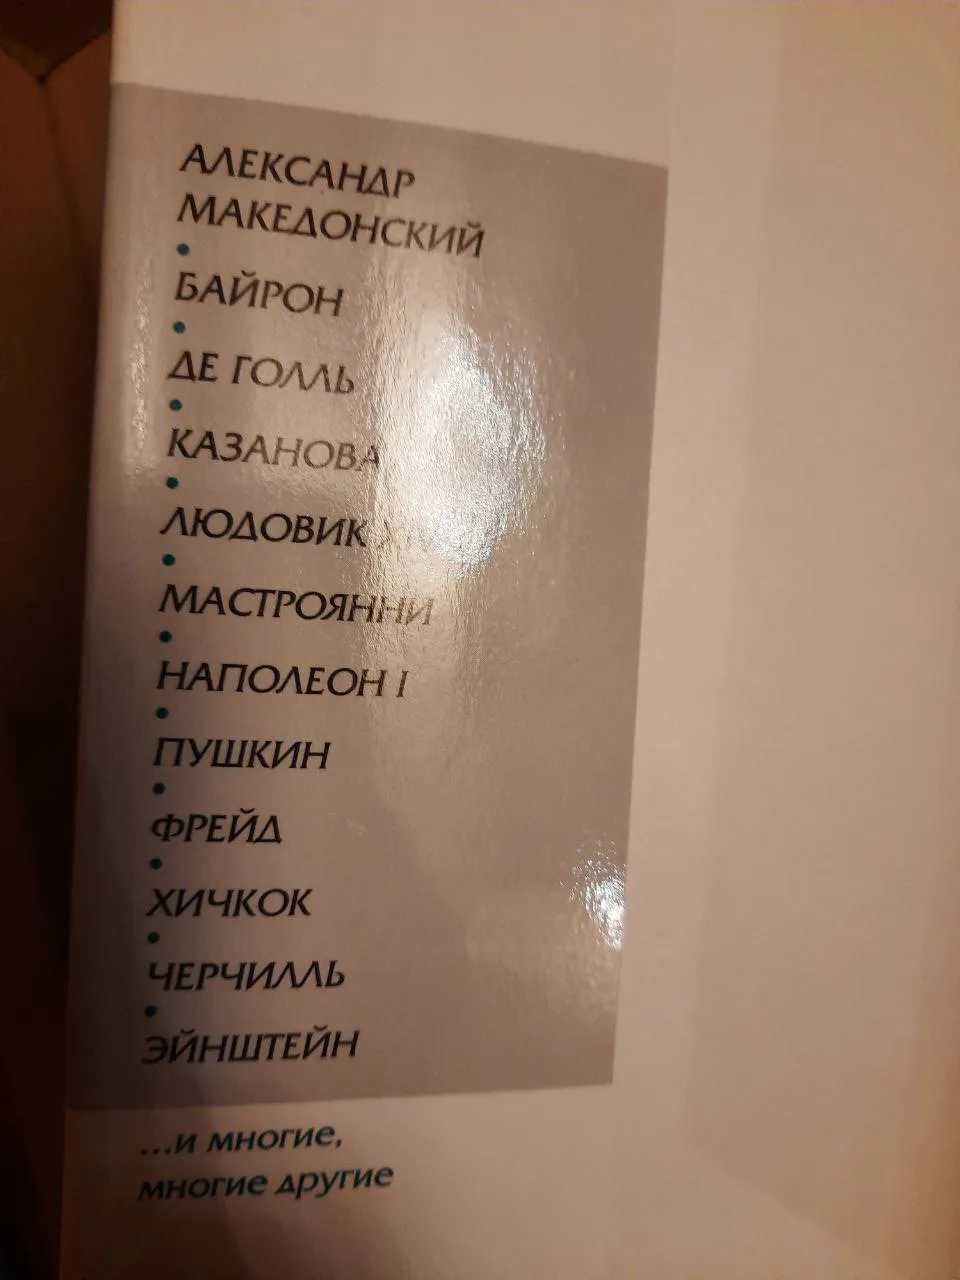 АЛЕКСАНДР
МАКЕДОНСКИЙ
•
БАЙРОН
•
ДЕ ГОЛЛЬ
•
КАЗАНОВА
•
ЛЮДОВИК
•
МАСТРОЯННИ
•
НАПОЛЕОН I
•
ПУШКИН
•
ФРЕЙД
•
ХИЧКОК
•
ЧЕРЧИЛЛЬ
•
ЭЙНШТЕЙН
...и многие,
многие другие